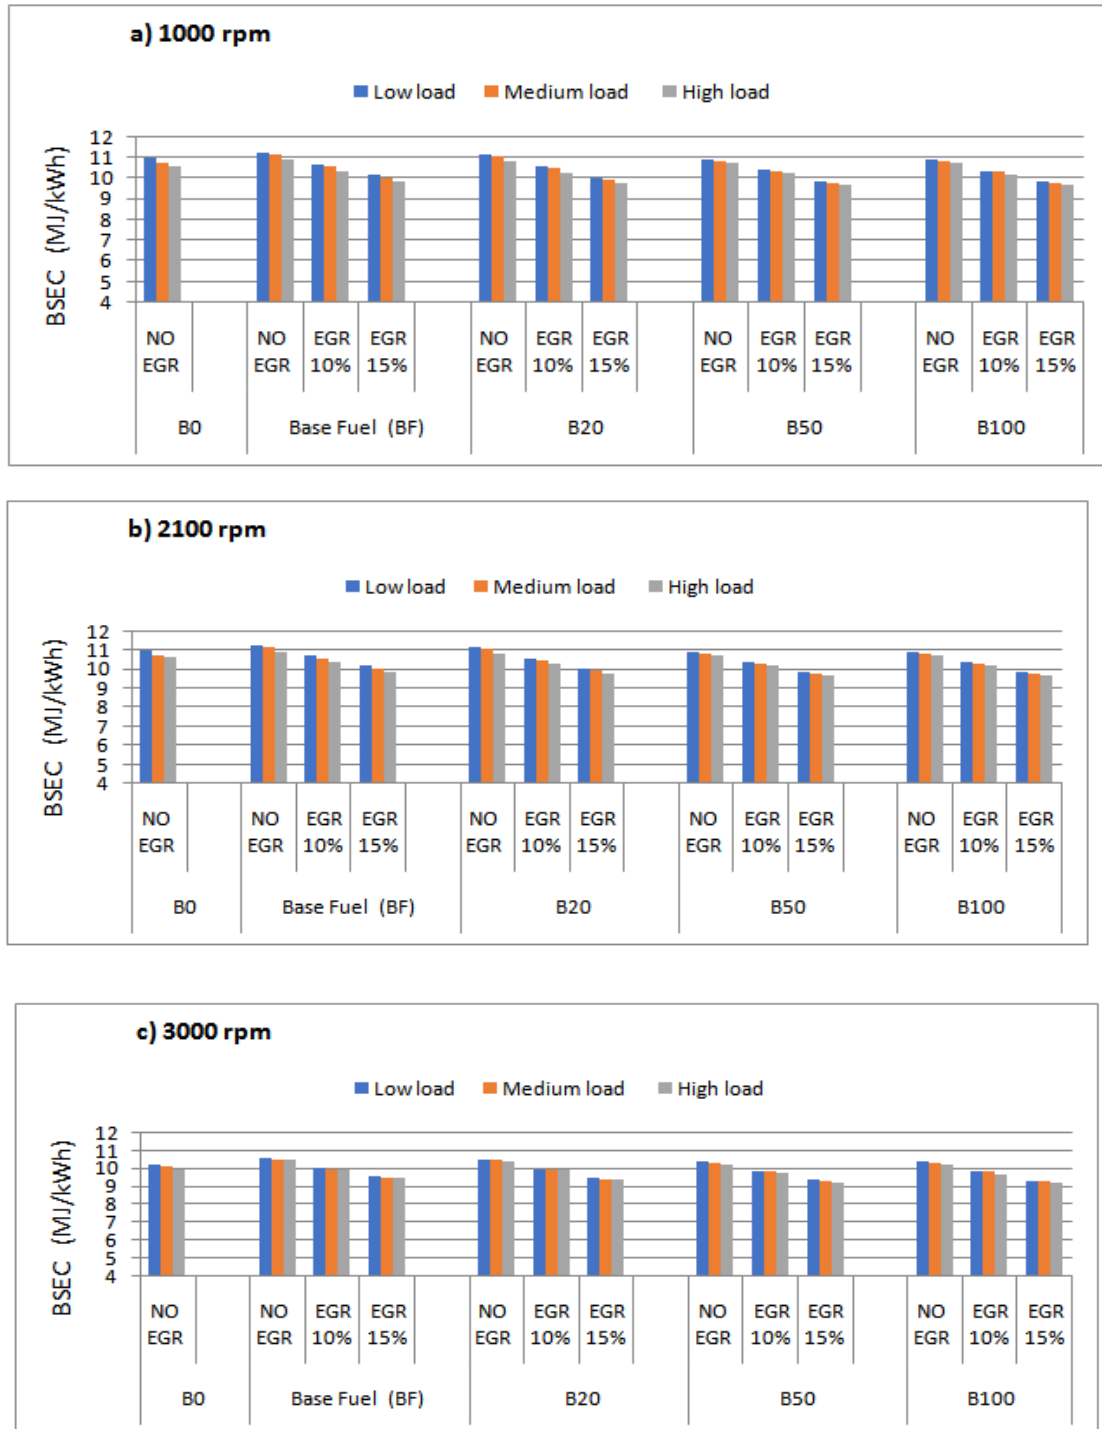 a) 1000 rpm
Low load Medium load High load
BSEC (MJ/kWh)
12
11
10
9
8
7
6
5
4
NO NO EGR EGR NO EGR EGR NO EGR EGR NO EGR EGR
EGR EGR 10% 15% EGR 10% 15% EGR 10% 15% EGR 10% 15%
B0 Base Fuel (BF) B20 B50 B100
b) 2100 rpm
Low load Medium load High load
BSEC (MJ/kWh)
12
11
10
9
8
7
6
5
4
NO NO EGR EGR NO EGR EGR NO EGR EGR NO EGR EGR
EGR EGR 10% 15% EGR 10% 15% EGR 10% 15% EGR 10% 15%
B0 Base Fuel (BF) B20 B50 B100
c) 3000 rpm
Low load Medium load High load
BSEC (MJ/kWh)
12
11
10
9
8
7
6
5
4
NO NO EGR EGR NO EGR EGR NO EGR EGR NO EGR EGR
EGR EGR 10% 15% EGR 10% 15% EGR 10% 15% EGR 10% 15%
B0 Base Fuel (BF) B20 B50 B100